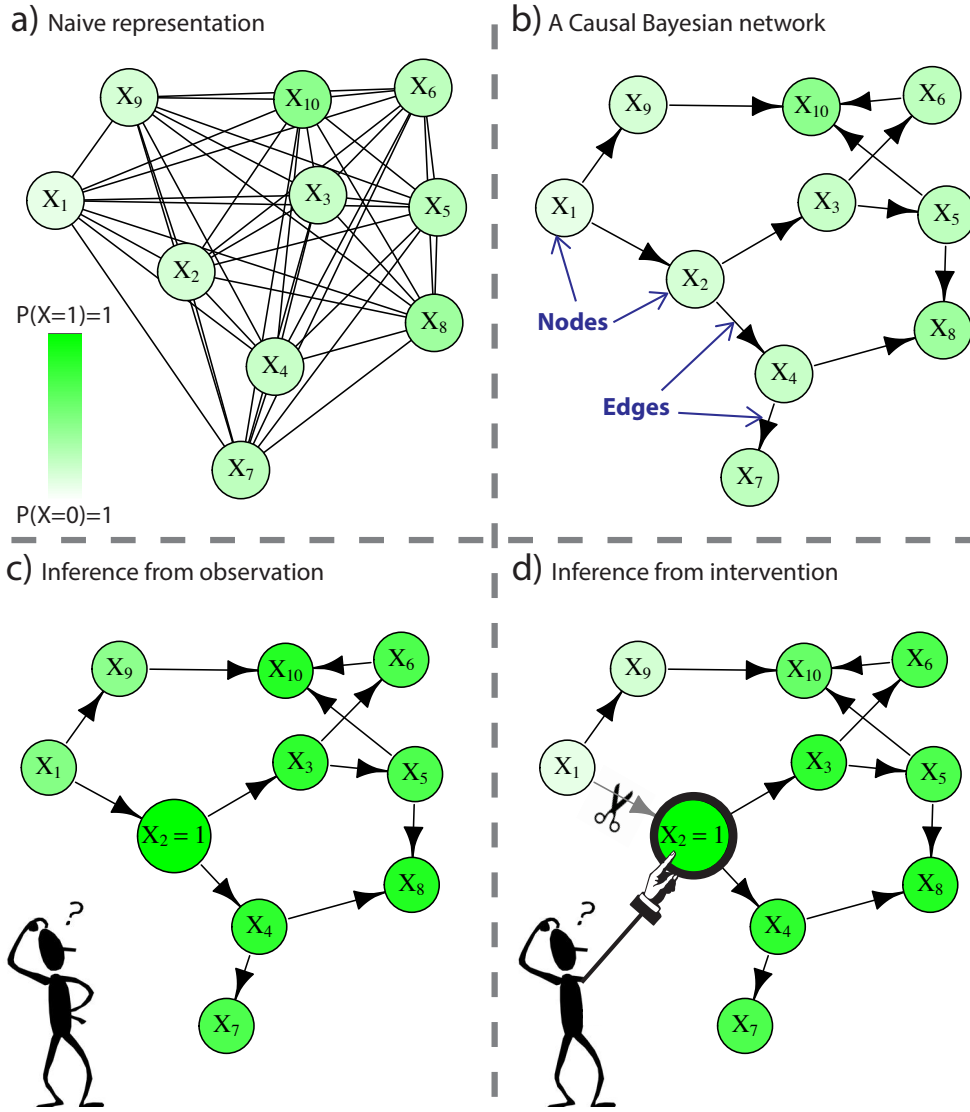 a) Naive representation
X₉
X₁₀
X₆
X₁
X₃
X₅
X₂
X₈
X₄
X₇
P(X=1)=1
P(X=0)=1
b) A Causal Bayesian network
X₉
X₁₀
X₆
X₁
X₃
X₅
X₂
X₈
X₄
X₇
Nodes
Edges
c) Inference from observation
X₉
X₁₀
X₆
X₁
X₃
X₅
X₂ = 1
X₈
X₄
X₇
?
d) Inference from intervention
X₉
X₁₀
X₆
X₁
X₃
X₅
X₂ = 1
X₈
X₄
X₇
?